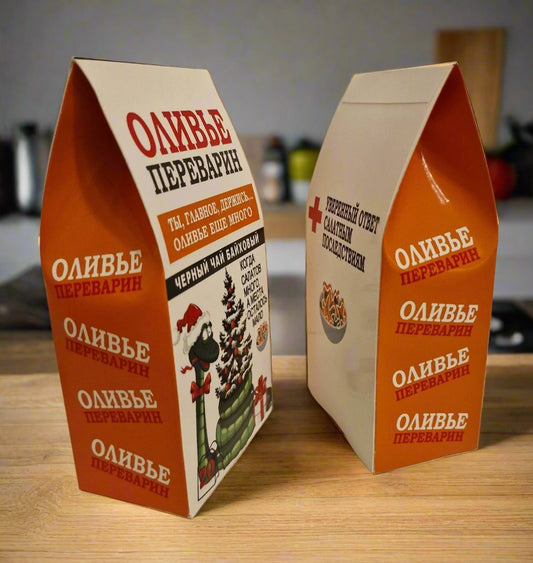 ОЛИВЬЕ
ПЕРЕВАРИН
ТЫ, ГЛАВНОЕ, ДЕРЖИСЬ...
ОЛИВЬЕ ЕЩЕ МНОГО
ЧЕРНЫЙ ЧАЙ БАЙХОВЫЙ
КОГДА
САЛАТОВ
МНОГО,
А МЕСТ
ОСТАЛОСЬ
МАЛО
ОЛИВЬЕ
ПЕРЕВАРИН
ОЛИВЬЕ
ПЕРЕВАРИН
ОЛИВЬЕ
ПЕРЕВАРИН
ОЛИВЬЕ
ПЕРЕВАРИН
УВЕРЕННЫЙ ОТВЕТ
САЛАТНЫМ
ПОСЛЕДСТВИЯМ
ОЛИВЬЕ
ПЕРЕВАРИН
ОЛИВЬЕ
ПЕРЕВАРИН
ОЛИВЬЕ
ПЕРЕВАРИН
ОЛИВЬЕ
ПЕРЕВАРИН